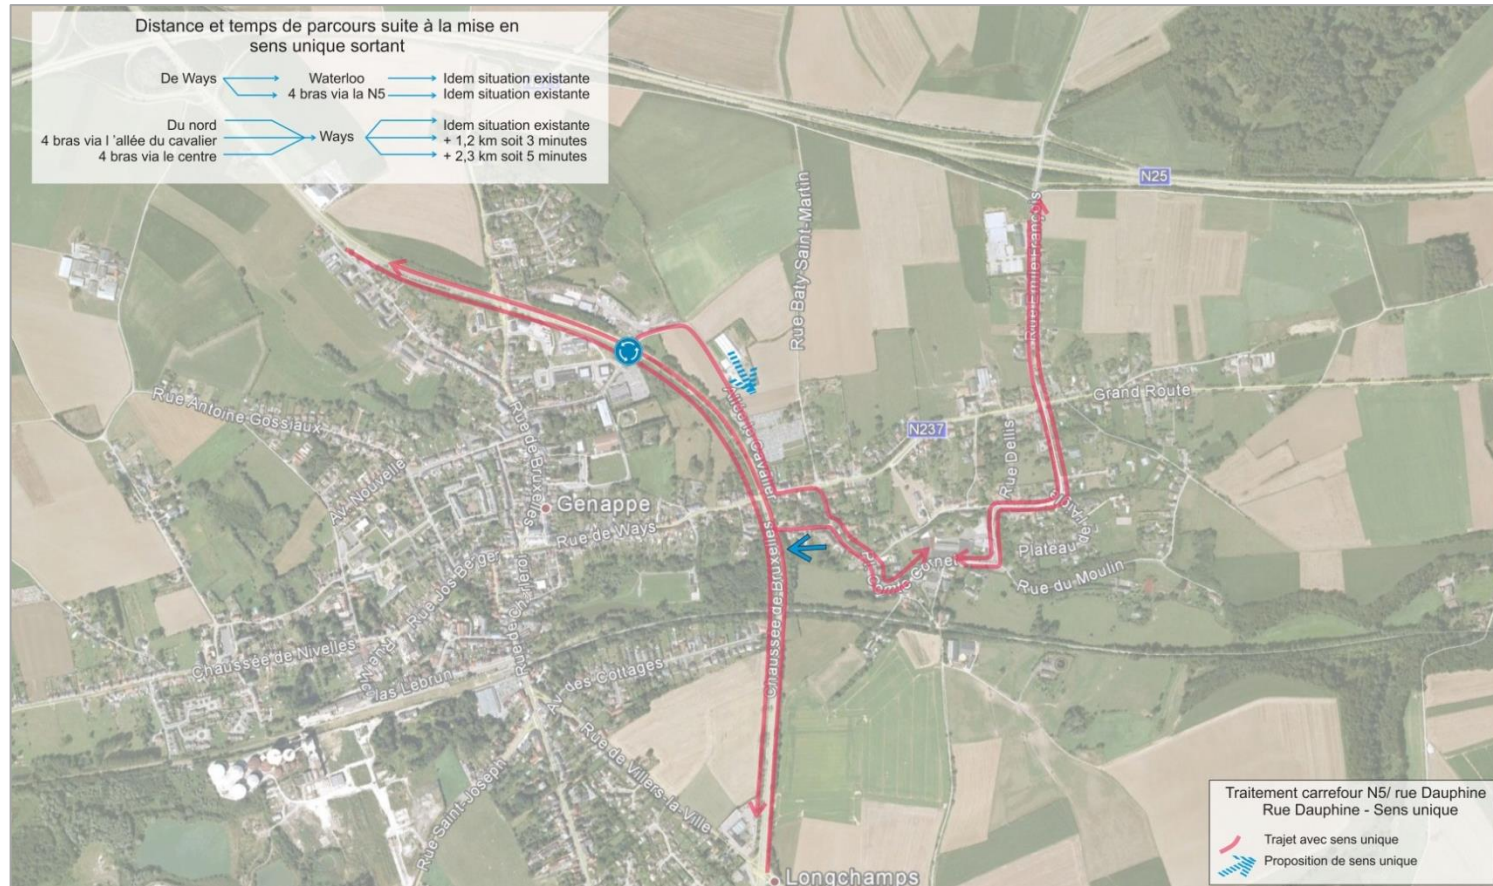 Distance et temps de parcours suite à la mise en
sens unique sortant
De Ways Waterloo Idem situation existante
4 bras via la N5 Idem situation existante
Du nord Idem situation existante
4 bras via l 'allée du cavalier Ways + 1,2 km soit 3 minutes
4 bras via le centre + 2,3 km soit 5 minutes
N25
Rue Baty Saint-Martin
Grand Route
N237
Rue Dellis
Rue Antoine Gossiaux
Av Nouvelle
Rue de Bruxelles
Genappe
Rue de Ways
Chaussée de Bruxelles
Plateau de
Rue du Moulin
Rue Jos Berger
Chaussée de Nivelles
las Lebrun
Av des Cottages
Rue de Villers-la-Ville
Rue Saint-Joseph
Longchamps
Traitement carrefour N5/ rue Dauphine
Rue Dauphine - Sens unique
Trajet avec sens unique
Proposition de sens unique